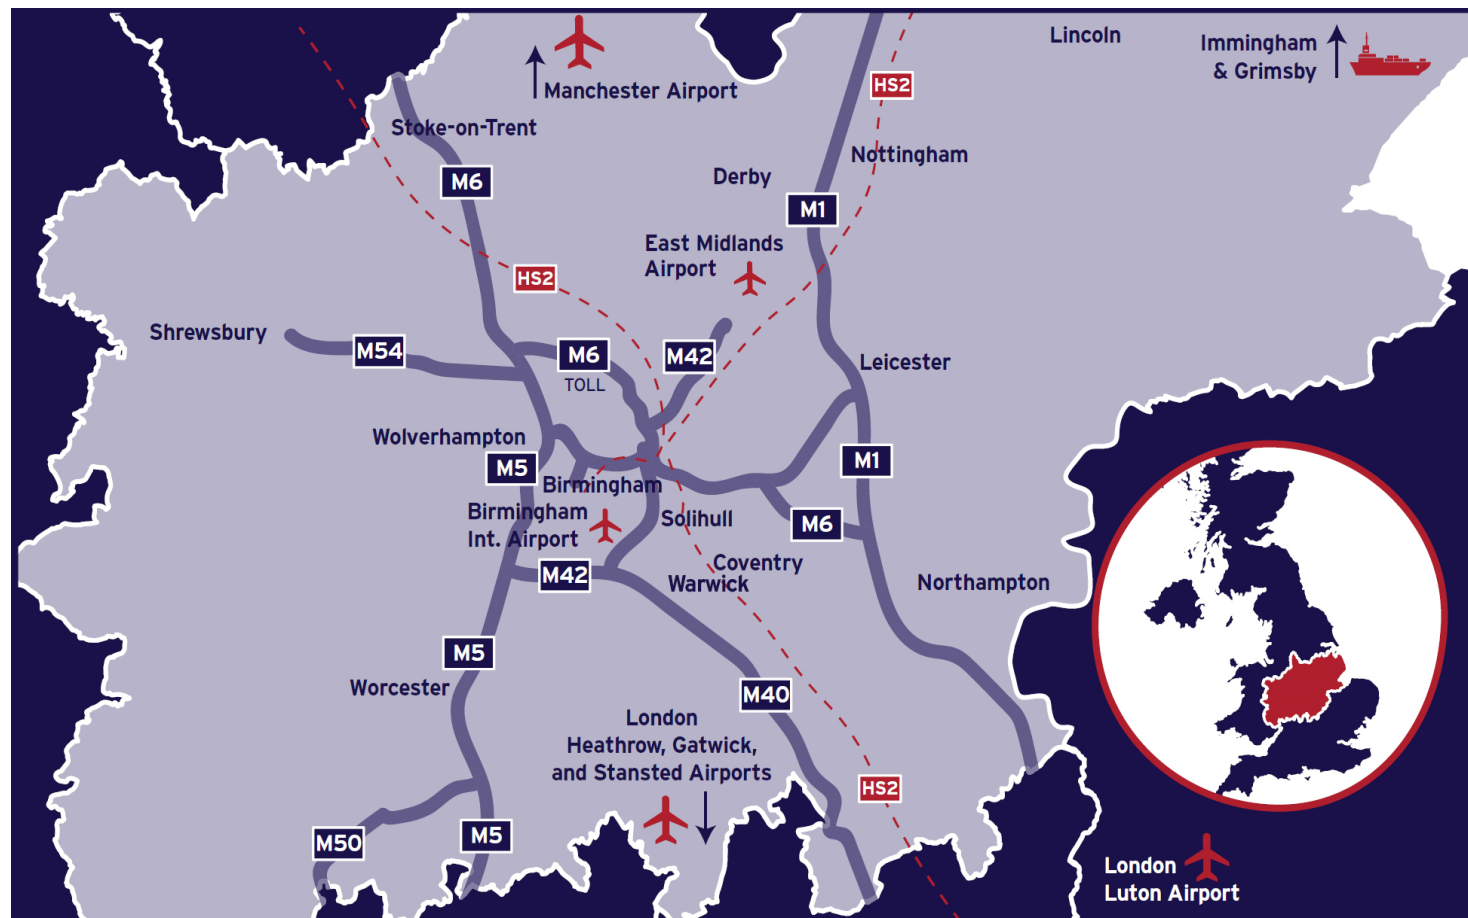 Lincoln
Immingham
& Grimsby
HS2
Manchester Airport
Stoke-on-Trent
Nottingham
M6
Derby
M1
East Midlands
Airport
HS2
Shrewsbury
M54
M6
TOLL
M42
Leicester
Wolverhampton
M5
M1
Birmingham
Birmingham
Int. Airport
Solihull
M6
M42
Coventry
Warwick
Northampton
M5
Worcester
M40
London
Heathrow, Gatwick,
and Stansted Airports
HS2
M50
M5
London
Luton Airport